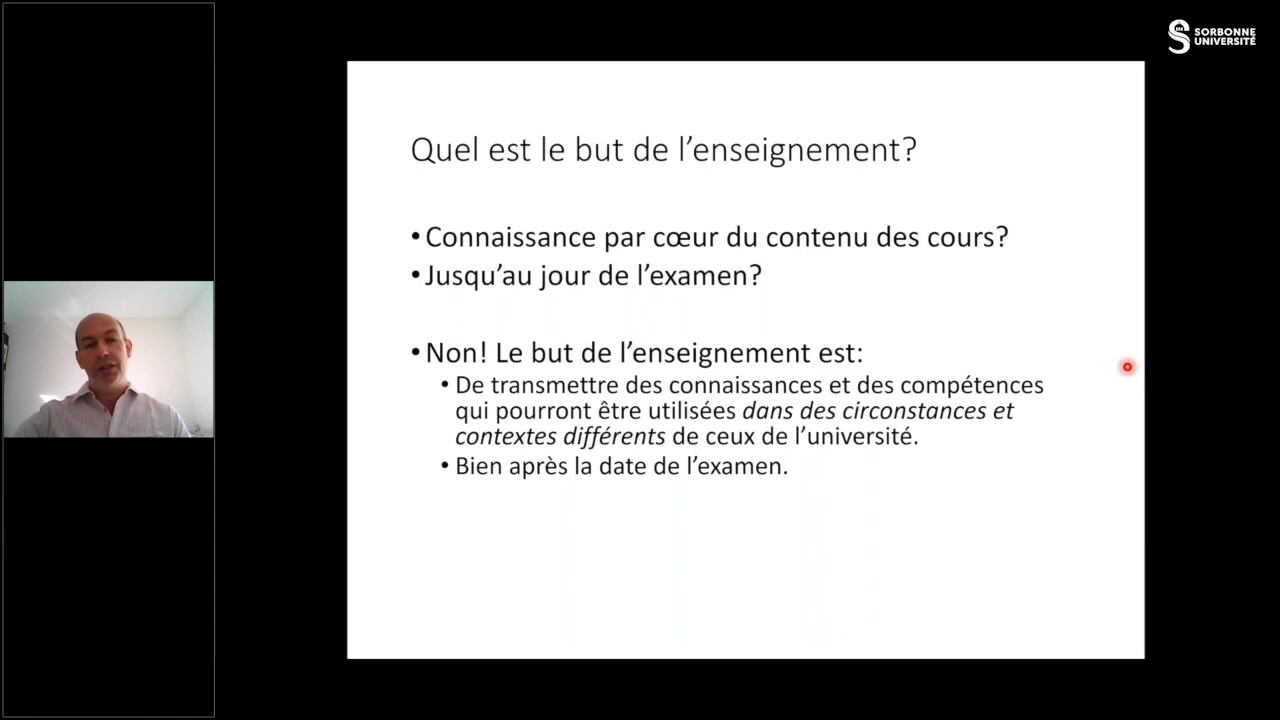 SORBONNE
UNIVERSITÉ
Quel est le but de l’enseignement?
• Connaissance par cœur du contenu des cours?
• Jusqu’au jour de l’examen?
• Non! Le but de l’enseignement est:
• De transmettre des connaissances et des compétences
qui pourront être utilisées dans des circonstances et
contextes différents de ceux de l’université.
• Bien après la date de l’examen.